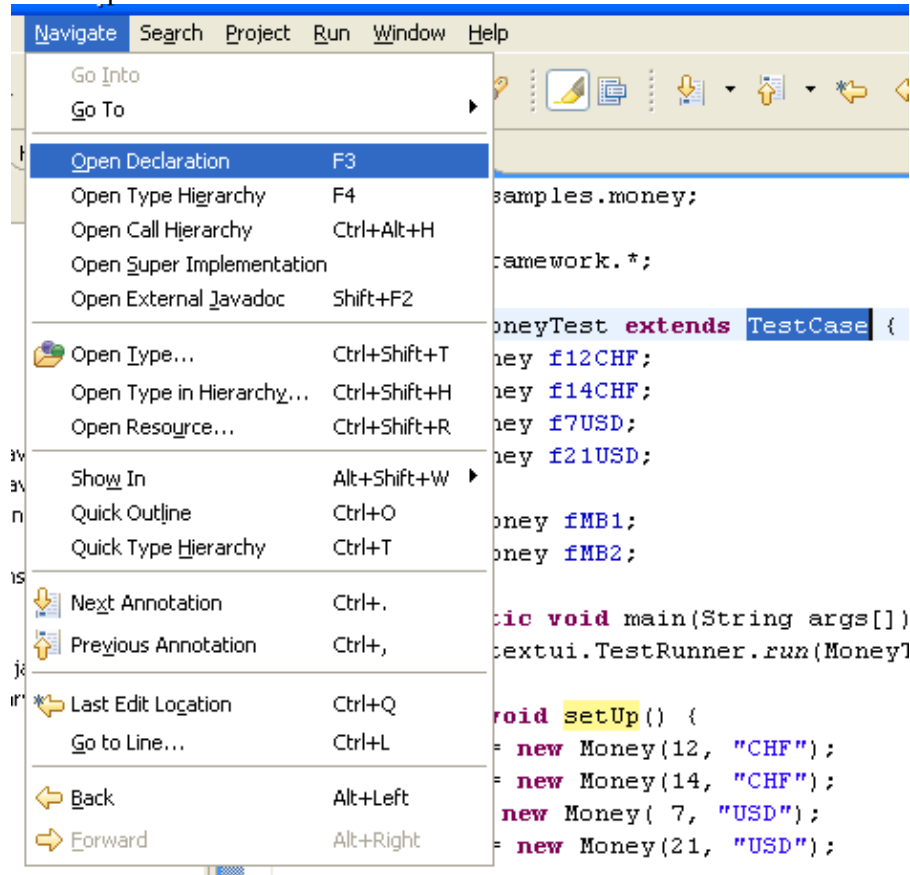 Navigate Search Project Run Window Help
Go Into
Go To
Open Declaration F3
Open Type Hierarchy F4
samples.money;
Open Call Hierarchy Ctrl+Alt+H
Open Super Implementation
ramework.*;
Open External Javadoc Shift+F2
oneyTest extends TestCase {
Open Type... Ctrl+Shift+T
ney f12CHF;
Open Type in Hierarchy... Ctrl+Shift+H
ney f14CHF;
Open Resource... Ctrl+Shift+R
ney f7USD;
ney f21USD;
Show In Alt+Shift+W
Quick Outline Ctrl+O
oney fMB1;
Quick Type Hierarchy Ctrl+T
oney fMB2;
Next Annotation Ctrl+.
tic void main(String args[])
Previous Annotation Ctrl+,
textui.TestRunner.run(MoneyT
Last Edit Location Ctrl+Q
void setUp() {
Go to Line... Ctrl+L
= new Money(12, "CHF");
= new Money(14, "CHF");
Back Alt+Left
new Money( 7, "USD");
Forward Alt+Right
= new Money(21, "USD");